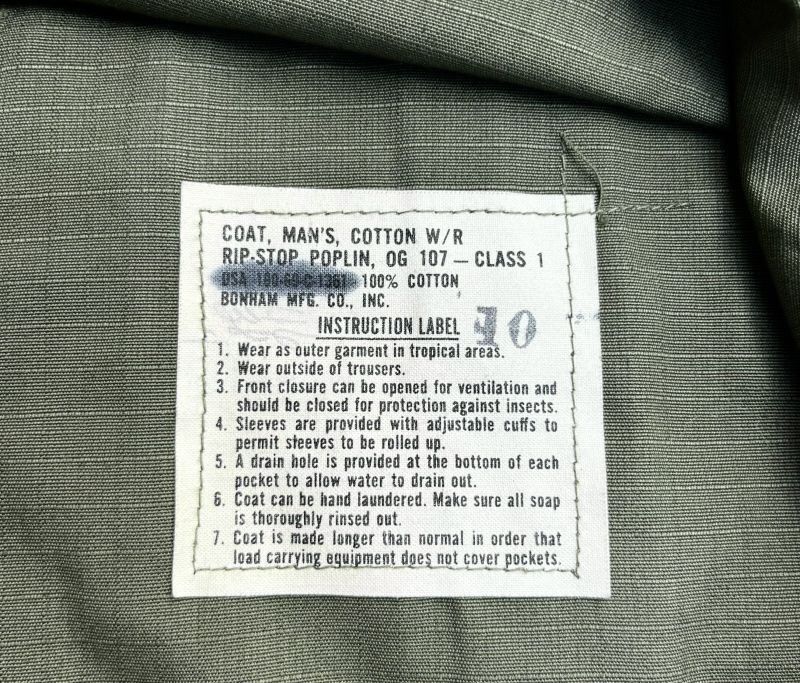 COAT, MAN'S, COTTON W/R
RIP-STOP POPLIN, OG 107 — CLASS 1
100% COTTON
BONHAM MFG. CO., INC.
INSTRUCTION LABEL
1. Wear as outer garment in tropical areas.
2. Wear outside of trousers.
3. Front closure can be opened for ventilation and
should be closed for protection against insects.
4. Sleeves are provided with adjustable cuffs to
permit sleeves to be rolled up.
5. A drain hole is provided at the bottom of each
pocket to allow water to drain out.
6. Coat can be hand laundered. Make sure all soap
is thoroughly rinsed out.
7. Coat is made longer than normal in order that
load carrying equipment does not cover pockets.